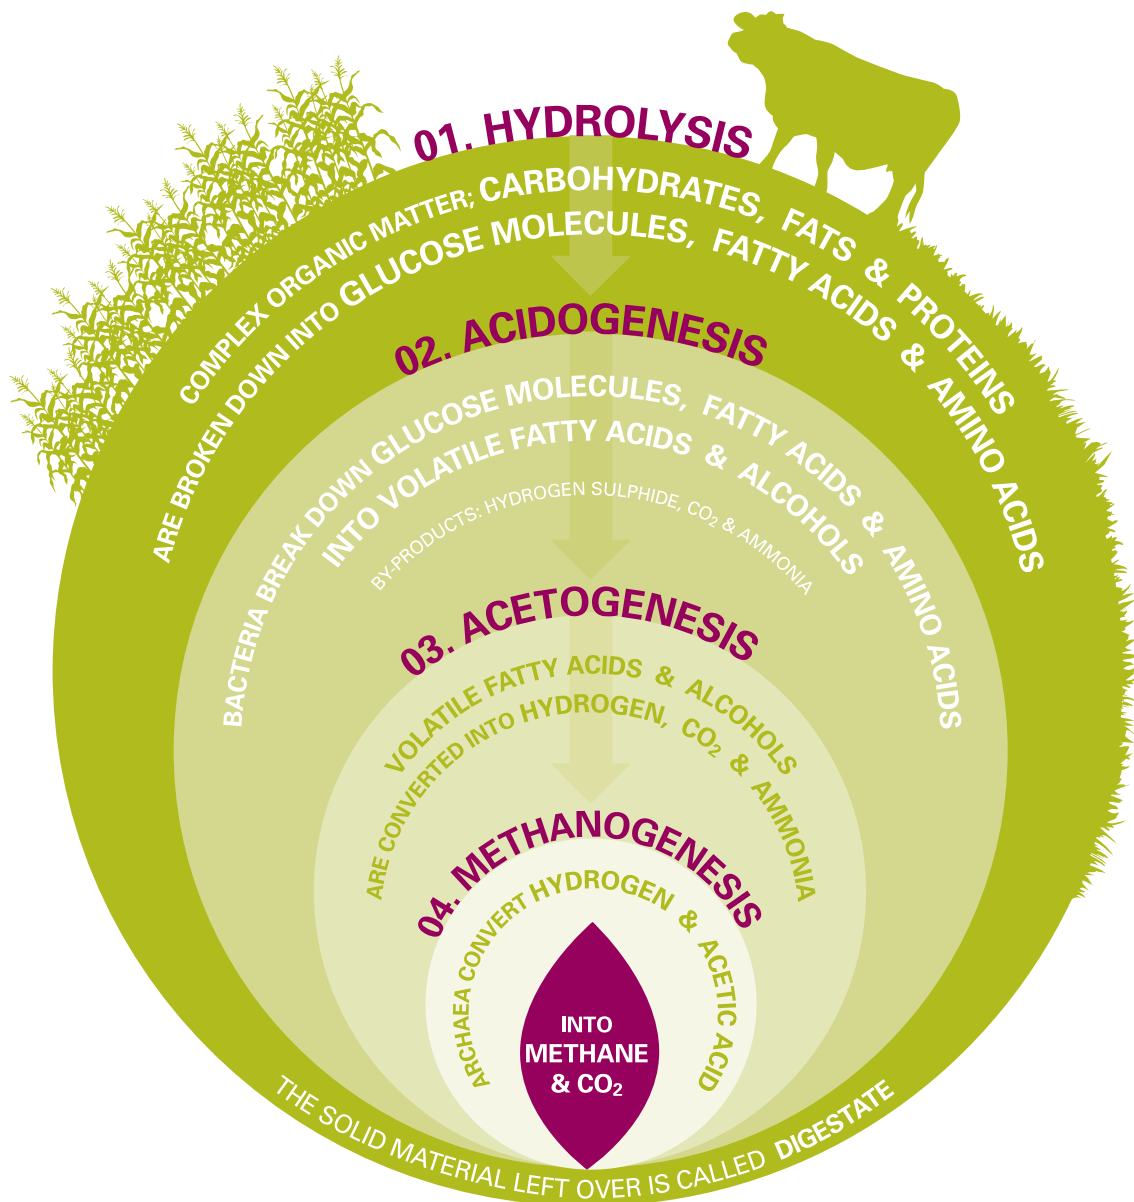 01. HYDROLYSIS
COMPLEX ORGANIC MATTER; CARBOHYDRATES, FATS & PROTEINS
ARE BROKEN DOWN INTO GLUCOSE MOLECULES, FATTY ACIDS & AMINO ACIDS
02. ACIDOGENESIS
BACTERIA BREAK DOWN GLUCOSE MOLECULES, FATTY ACIDS & AMINO ACIDS
INTO VOLATILE FATTY ACIDS & ALCOHOLS
BY-PRODUCTS: HYDROGEN SULPHIDE, CO₂ & AMMONIA
03. ACETOGENESIS
VOLATILE FATTY ACIDS & ALCOHOLS
ARE CONVERTED INTO HYDROGEN, CO₂ & AMMONIA
04. METHANOGENESIS
ARCHAEA CONVERT HYDROGEN & ACETIC ACID
INTO
METHANE
& CO₂
THE SOLID MATERIAL LEFT OVER IS CALLED DIGESTATE